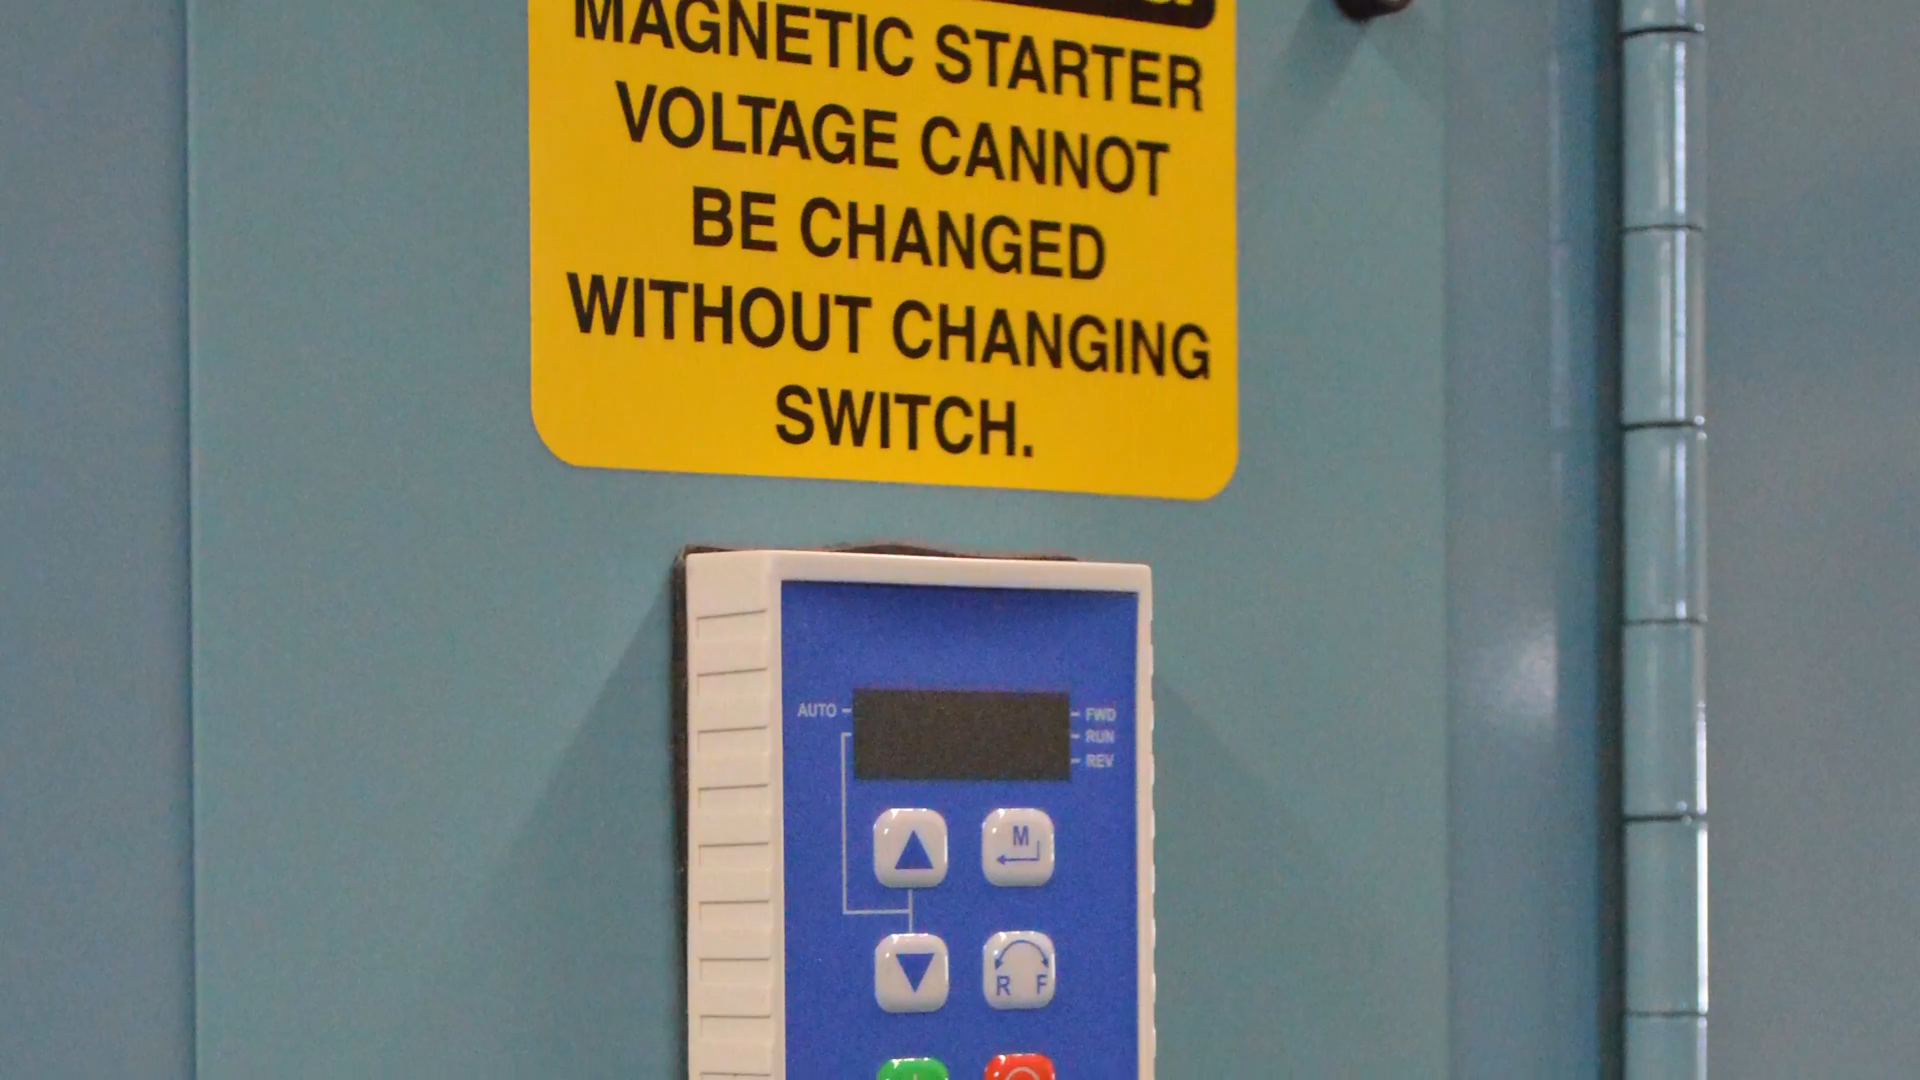 MAGNETIC STARTER
VOLTAGE CANNOT
BE CHANGED
WITHOUT CHANGING
SWITCH.
AUTO
FWD
RUN
REV
M
R F